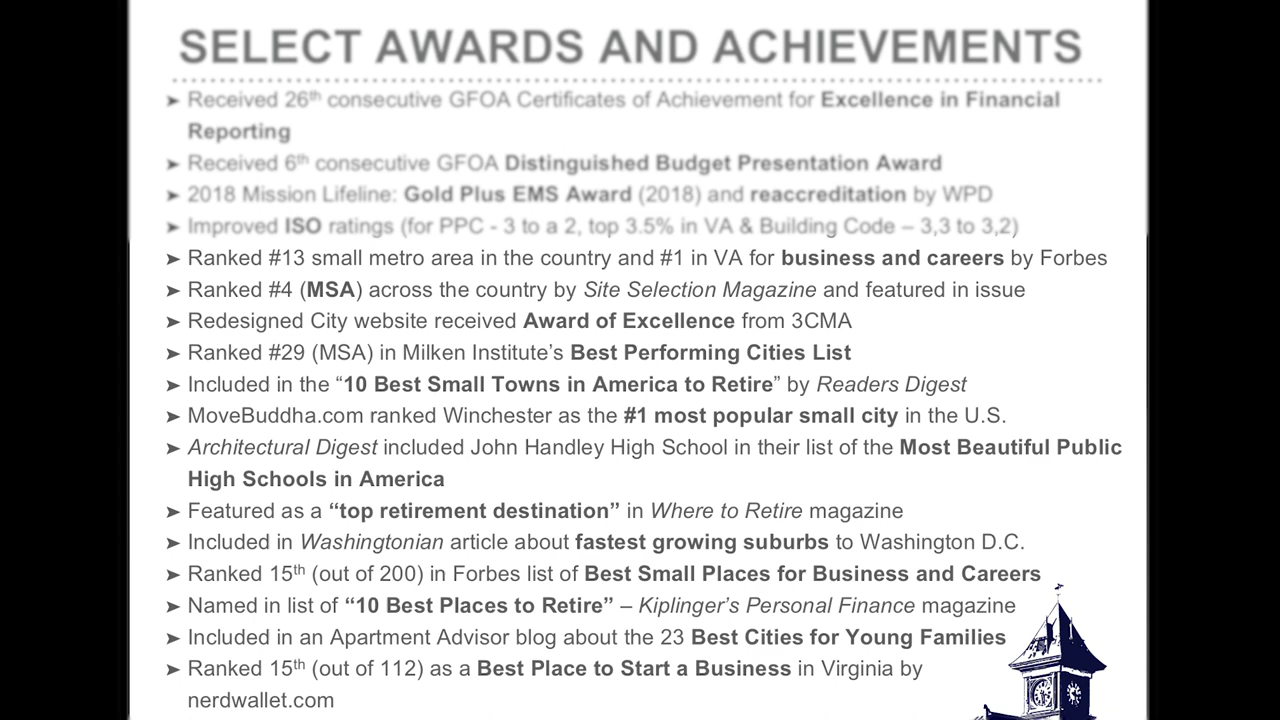 SELECT AWARDS AND ACHIEVEMENTS
➤ Received 26th consecutive GFOA Certificates of Achievement for Excellence in Financial
Reporting
➤ Received 6th consecutive GFOA Distinguished Budget Presentation Award
➤ 2018 Mission Lifeline: Gold Plus EMS Award (2018) and reaccreditation by WPD
➤ Improved ISO ratings (for PPC - 3 to a 2, top 3.5% in VA & Building Code – 3,3 to 3,2)
➤ Ranked #13 small metro area in the country and #1 in VA for business and careers by Forbes
➤ Ranked #4 (MSA) across the country by Site Selection Magazine and featured in issue
➤ Redesigned City website received Award of Excellence from 3CMA
➤ Ranked #29 (MSA) in Milken Institute’s Best Performing Cities List
➤ Included in the “10 Best Small Towns in America to Retire” by Readers Digest
➤ MoveBuddha.com ranked Winchester as the #1 most popular small city in the U.S.
➤ Architectural Digest included John Handley High School in their list of the Most Beautiful Public
High Schools in America
➤ Featured as a “top retirement destination” in Where to Retire magazine
➤ Included in Washingtonian article about fastest growing suburbs to Washington D.C.
➤ Ranked 15th (out of 200) in Forbes list of Best Small Places for Business and Careers
➤ Named in list of “10 Best Places to Retire” – Kiplinger’s Personal Finance magazine
➤ Included in an Apartment Advisor blog about the 23 Best Cities for Young Families
➤ Ranked 15th (out of 112) as a Best Place to Start a Business in Virginia by
nerdwallet.com